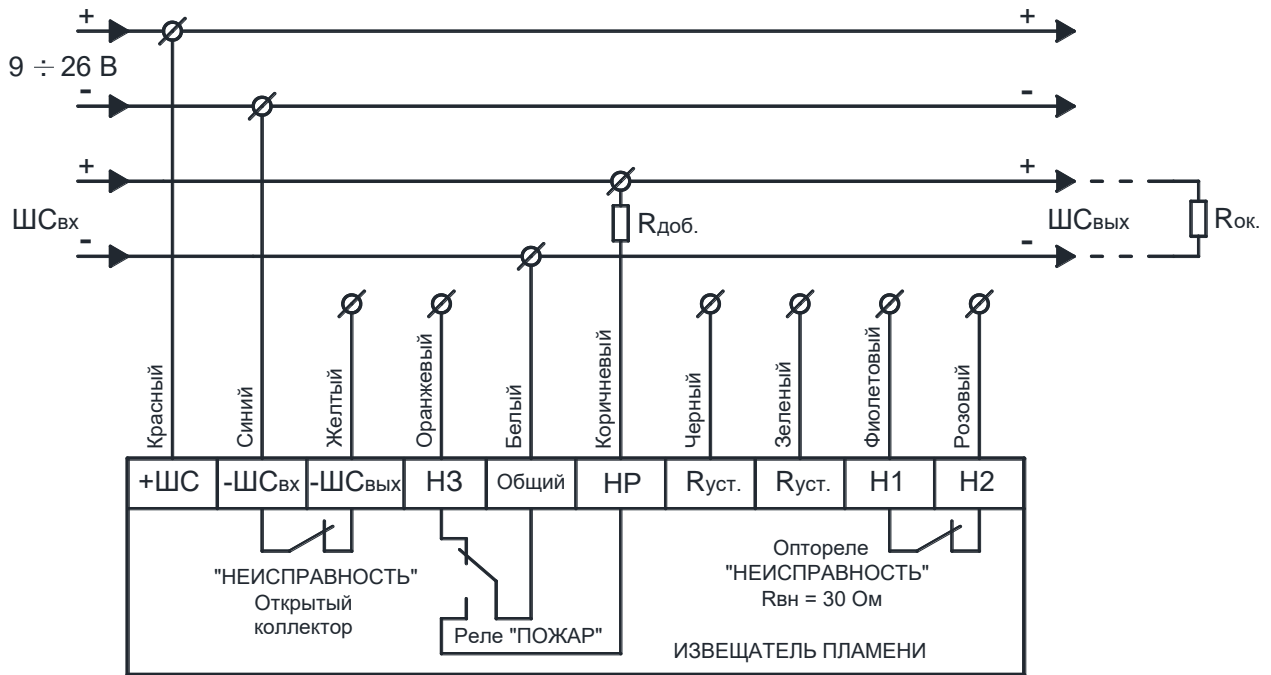 + +
9 ÷ 26 В
- -
+ +
ШСвх Rдоб. ШСвых Rок.
- -
Красный
Синий
Желтый
Оранжевый
Белый
Коричневый
Черный
Зеленый
Фиолетовый
Розовый
+ШС -ШСвх -ШСвых НЗ Общий НР Rуст. Rуст. Н1 Н2
"НЕИСПРАВНОСТЬ"
Открытый
коллектор
Реле "ПОЖАР"
Оптореле
"НЕИСПРАВНОСТЬ"
Rвн = 30 Ом
ИЗВЕЩАТЕЛЬ ПЛАМЕНИ